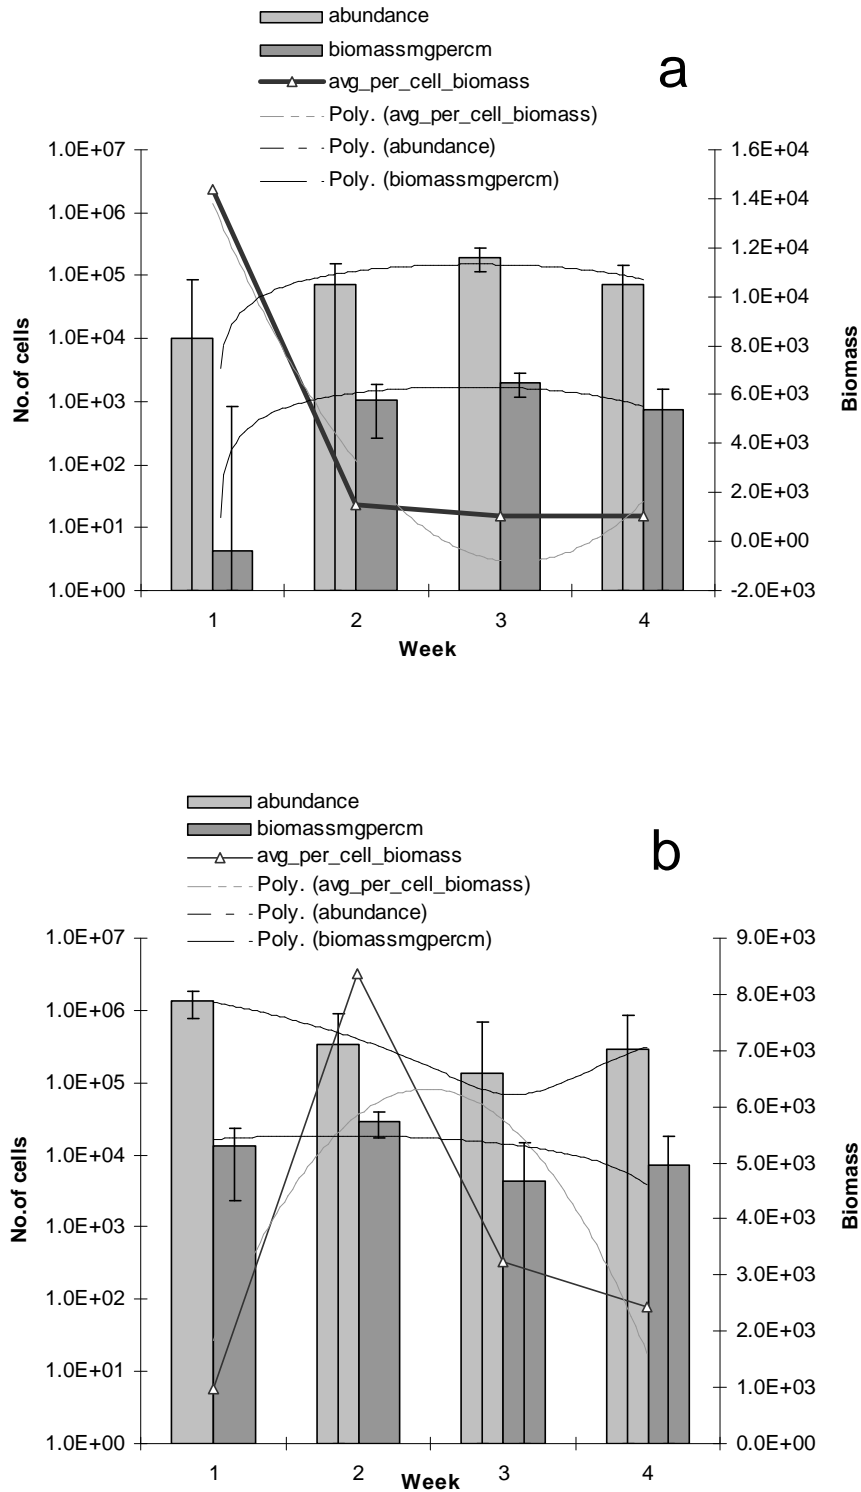 abundance
biomassmgpercm
avg_per_cell_biomass
Poly. (avg_per_cell_biomass)
Poly. (abundance)
Poly. (biomassmgpercm)
a
1.0E+07
1.0E+06
1.0E+05
1.0E+04
1.0E+03
1.0E+02
1.0E+01
1.0E+00
No.of cells
1.6E+04
1.4E+04
1.2E+04
1.0E+04
8.0E+03
6.0E+03
4.0E+03
2.0E+03
0.0E+00
-2.0E+03
Biomass
1 2 3 4
Week
abundance
biomassmgpercm
avg_per_cell_biomass
Poly. (avg_per_cell_biomass)
Poly. (abundance)
Poly. (biomassmgpercm)
b
1.0E+07
1.0E+06
1.0E+05
1.0E+04
1.0E+03
1.0E+02
1.0E+01
1.0E+00
No.of cells
9.0E+03
8.0E+03
7.0E+03
6.0E+03
5.0E+03
4.0E+03
3.0E+03
2.0E+03
1.0E+03
0.0E+00
Biomass
1 2 3 4
Week